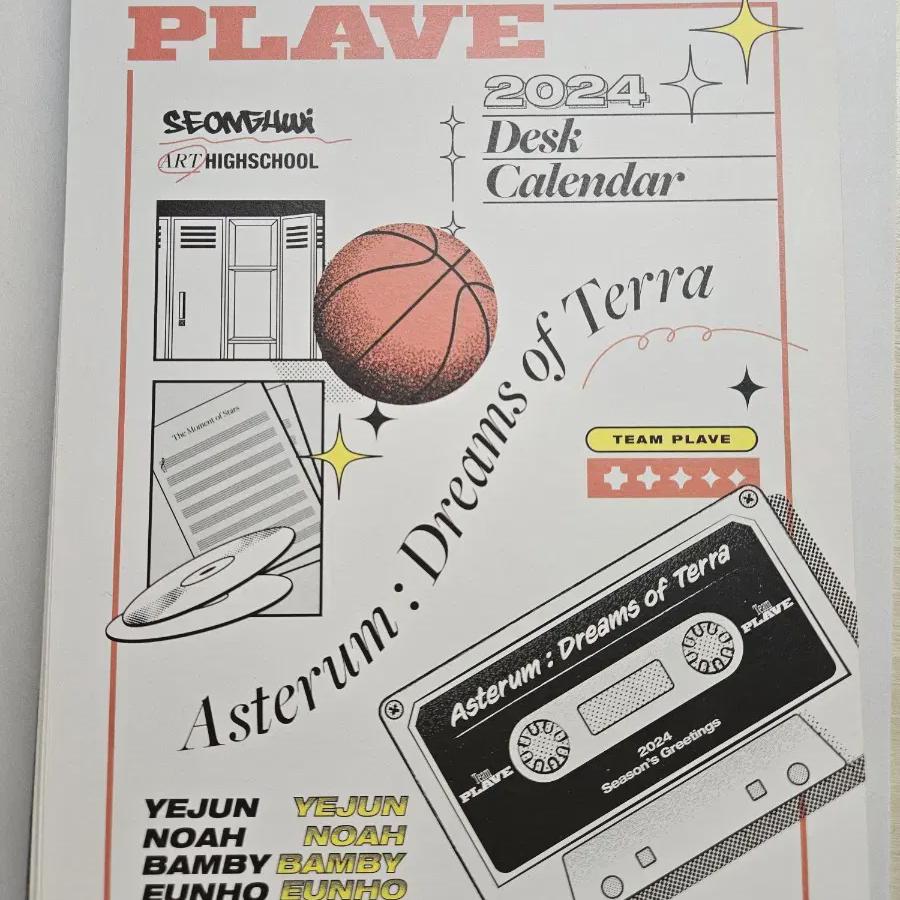 PLAVE
2024
Desk
Calendar
SEONGHWI
ART HIGHSCHOOL
The Moment of Stars
Asterum : Dreams of Terra
TEAM PLAVE
Asterum : Dreams of Terra
Team
PLAVE
Team
PLAVE
2024
Season's Greetings
YEJUN YEJUN
NOAH NOAH
BAMBY BAMBY
EUNHO EUNHO